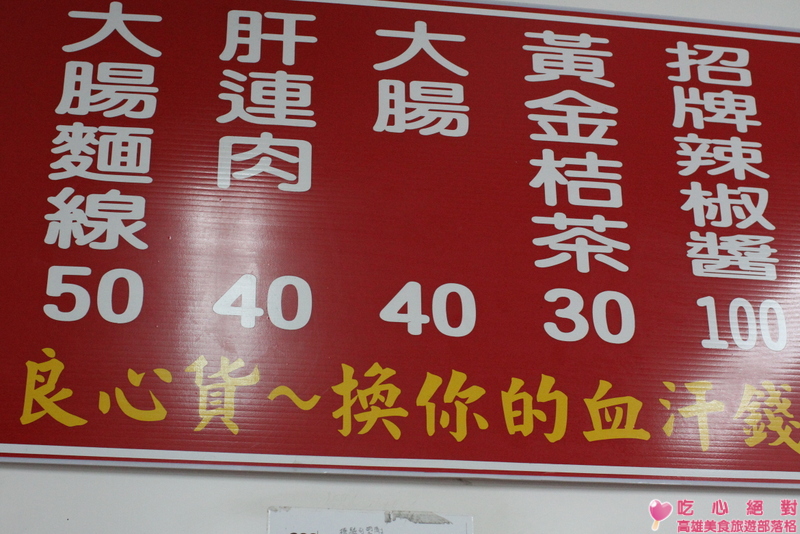 大腸麵線 50
肝連肉 40
大腸 40
黃金桔茶 30
招牌辣椒醬 100
良心貨~換你的血汗錢
吃心絕對
高雄美食旅遊部落格